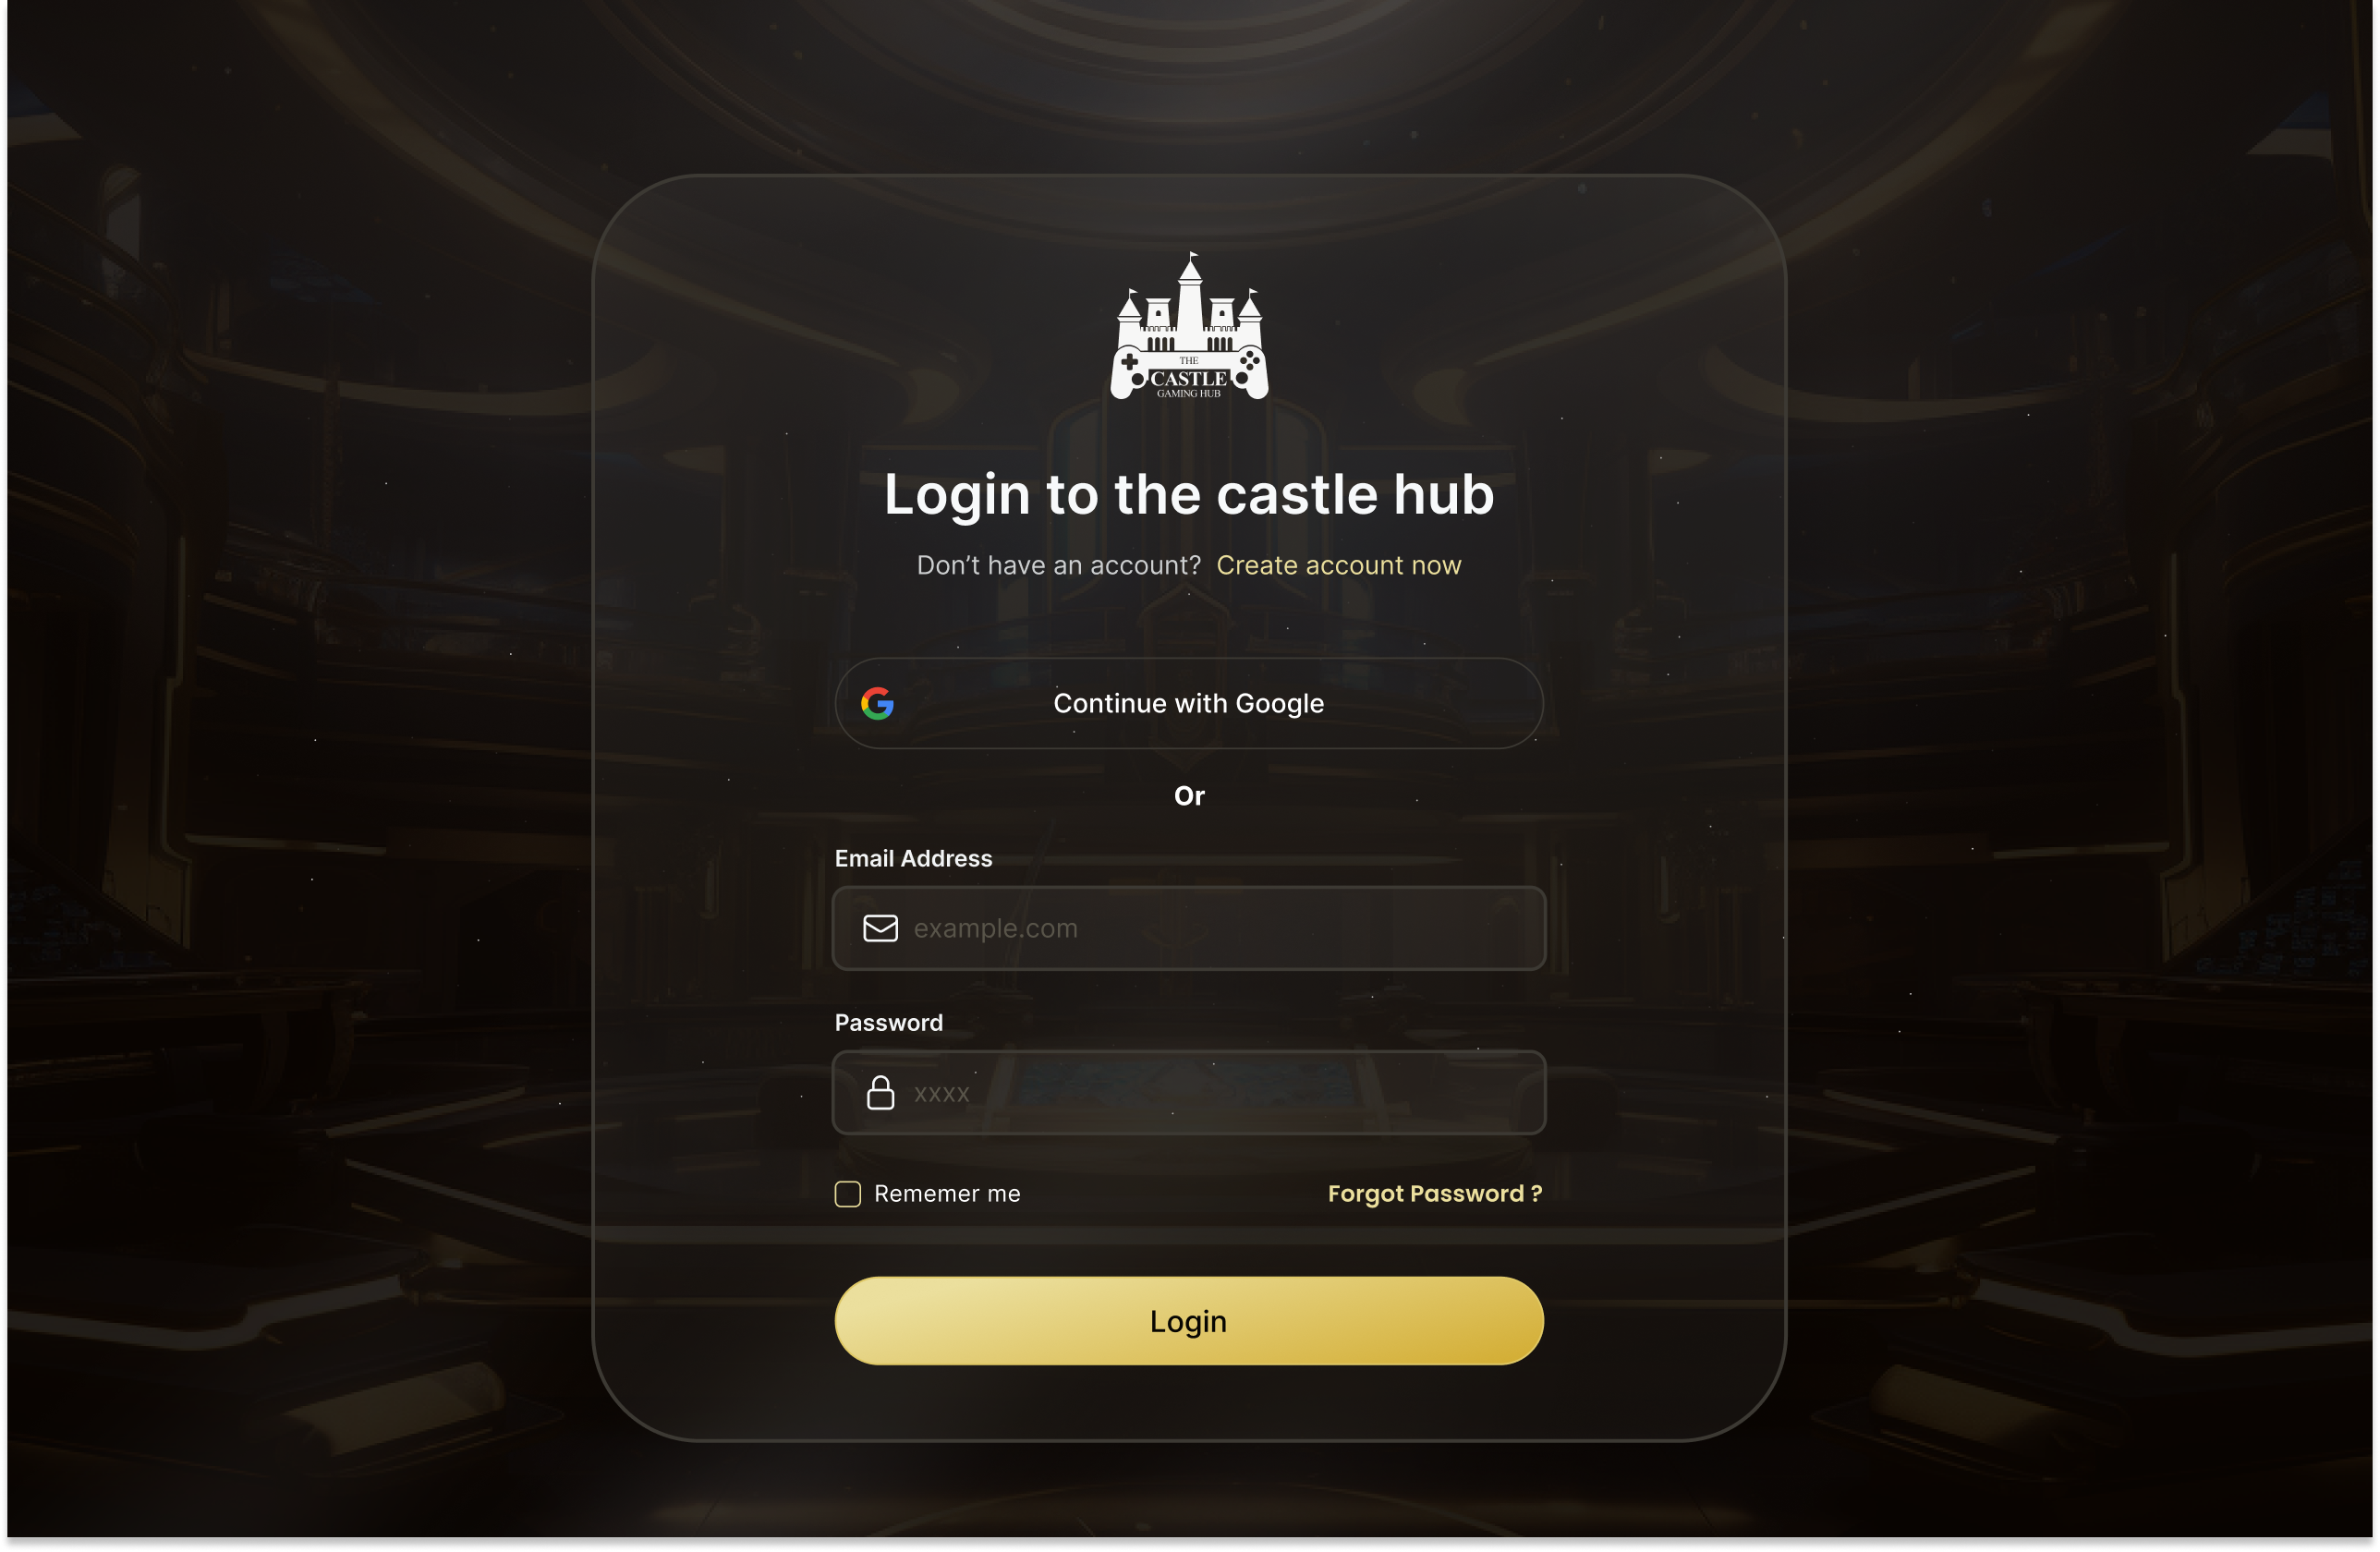 THE
CASTLE
GAMING HUB
Login to the castle hub
Don’t have an account? Create account now
Continue with Google
Or
Email Address
example.com
Password
xxxx
Rememer me
Forgot Password ?
Login